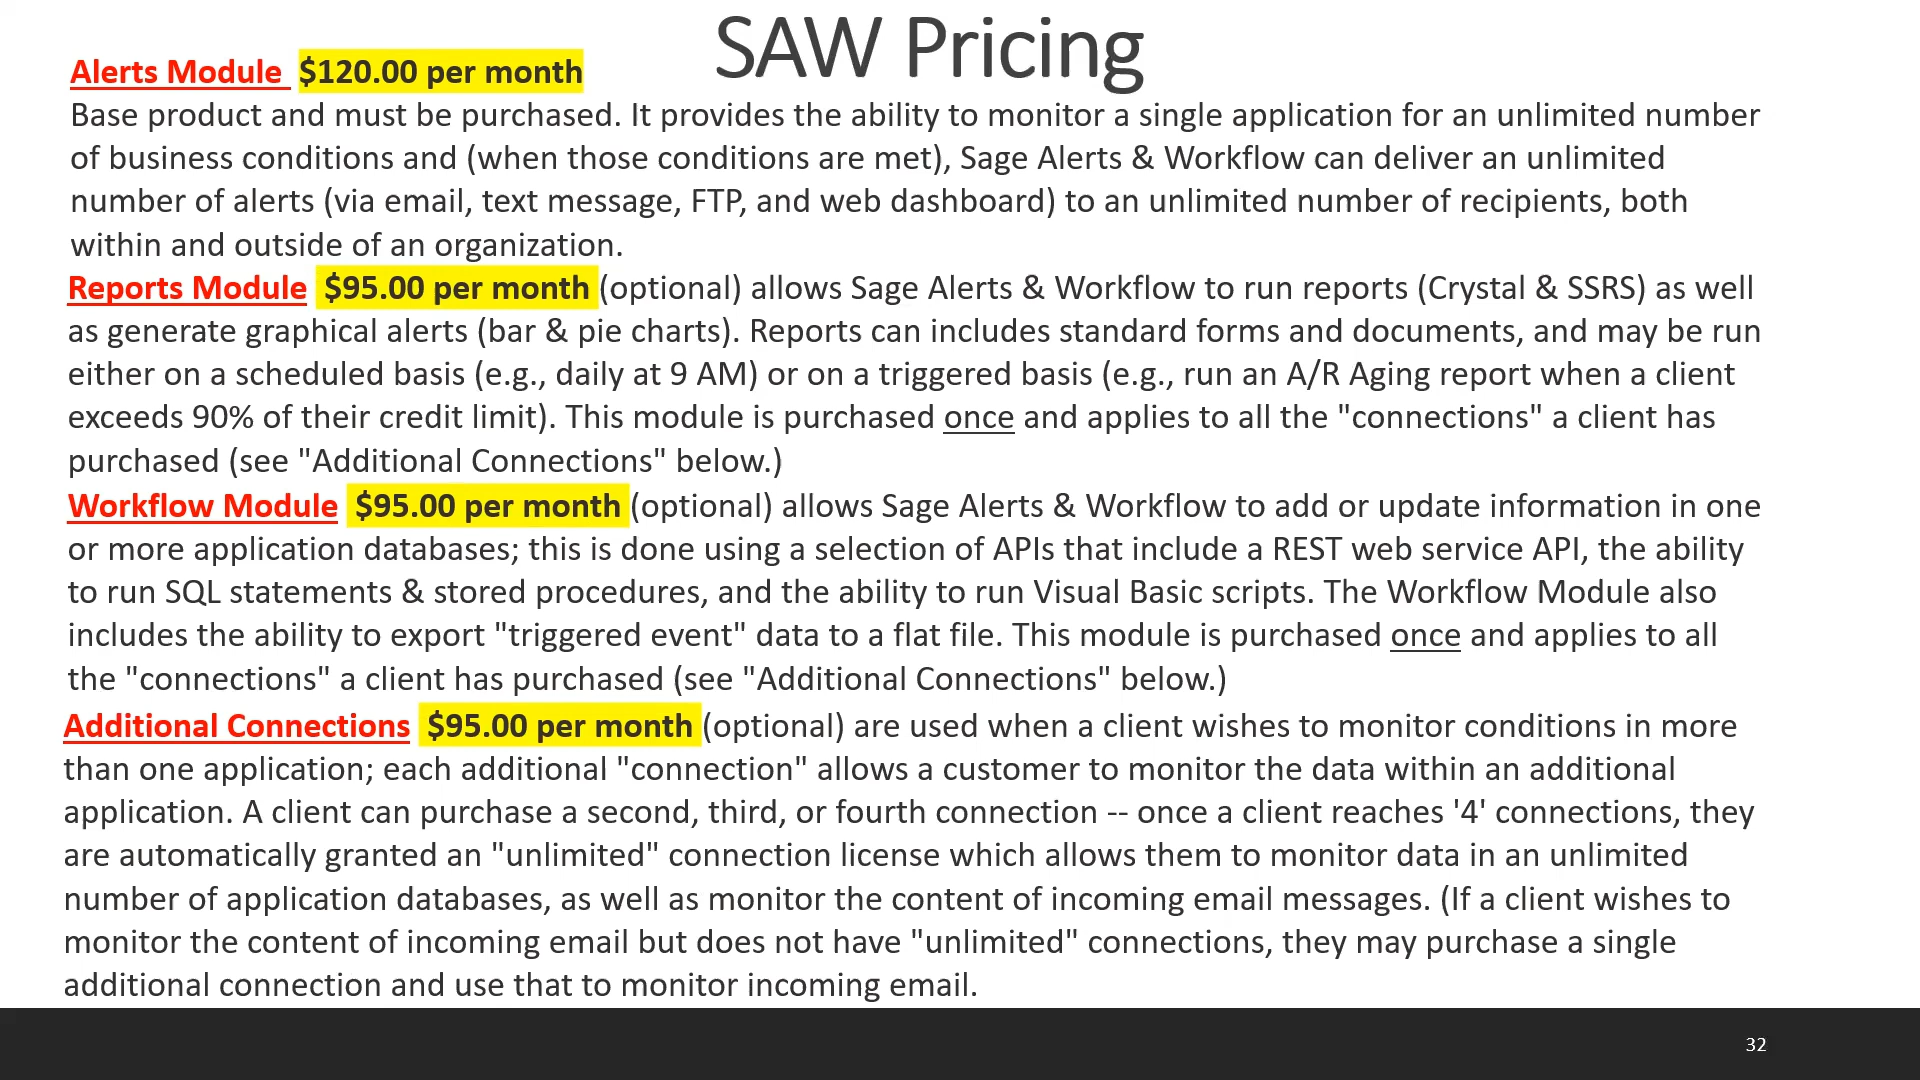 SAW Pricing
Alerts Module $120.00 per month
Base product and must be purchased. It provides the ability to monitor a single application for an unlimited number
of business conditions and (when those conditions are met), Sage Alerts & Workflow can deliver an unlimited
number of alerts (via email, text message, FTP, and web dashboard) to an unlimited number of recipients, both
within and outside of an organization.
Reports Module $95.00 per month (optional) allows Sage Alerts & Workflow to run reports (Crystal & SSRS) as well
as generate graphical alerts (bar & pie charts). Reports can includes standard forms and documents, and may be run
either on a scheduled basis (e.g., daily at 9 AM) or on a triggered basis (e.g., run an A/R Aging report when a client
exceeds 90% of their credit limit). This module is purchased once and applies to all the "connections" a client has
purchased (see "Additional Connections" below.)
Workflow Module $95.00 per month (optional) allows Sage Alerts & Workflow to add or update information in one
or more application databases; this is done using a selection of APIs that include a REST web service API, the ability
to run SQL statements & stored procedures, and the ability to run Visual Basic scripts. The Workflow Module also
includes the ability to export "triggered event" data to a flat file. This module is purchased once and applies to all
the "connections" a client has purchased (see "Additional Connections" below.)
Additional Connections $95.00 per month (optional) are used when a client wishes to monitor conditions in more
than one application; each additional "connection" allows a customer to monitor the data within an additional
application. A client can purchase a second, third, or fourth connection -- once a client reaches '4' connections, they
are automatically granted an "unlimited" connection license which allows them to monitor data in an unlimited
number of application databases, as well as monitor the content of incoming email messages. (If a client wishes to
monitor the content of incoming email but does not have "unlimited" connections, they may purchase a single
additional connection and use that to monitor incoming email.
32